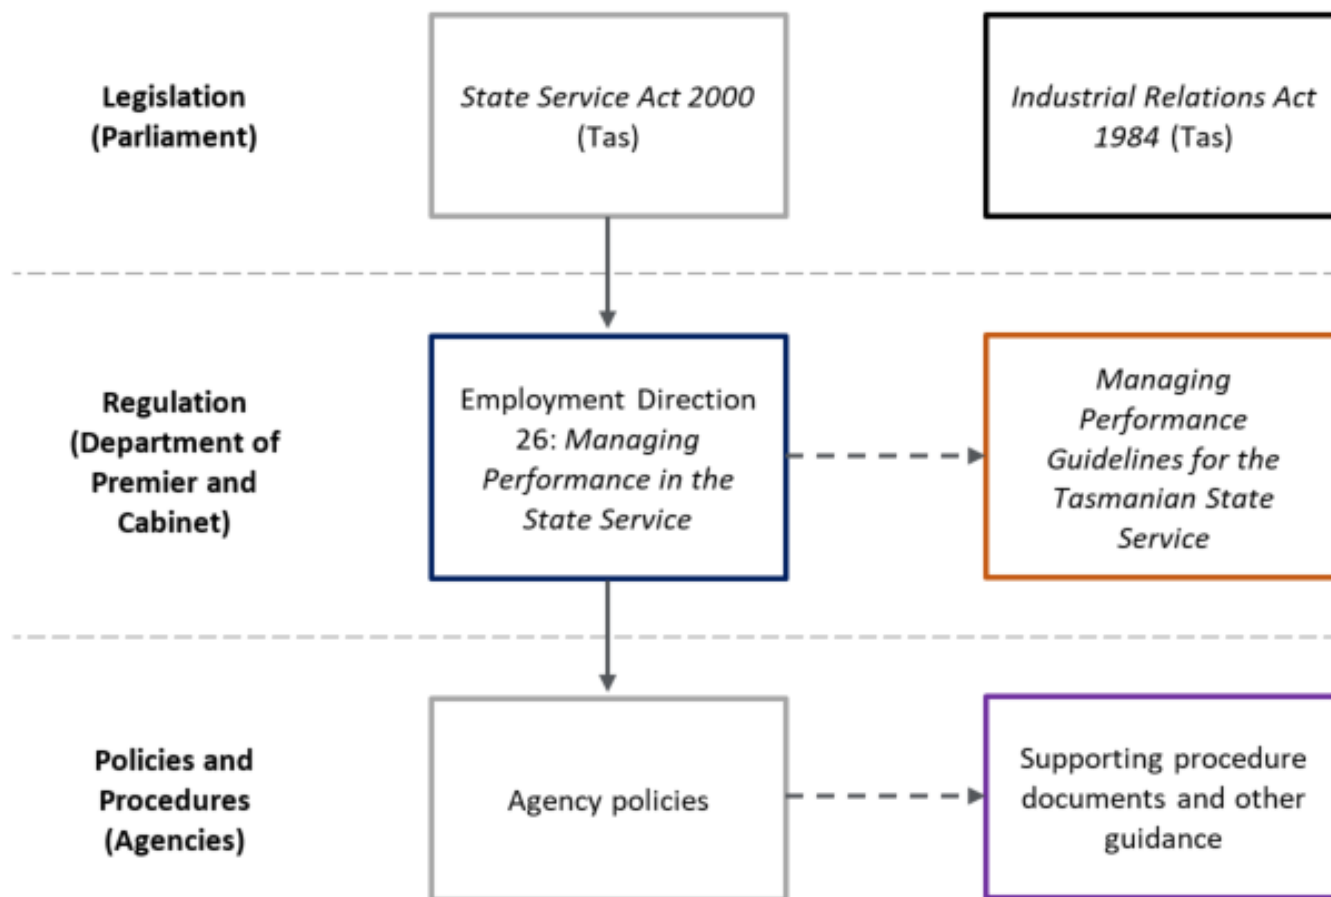 Legislation
(Parliament)
State Service Act 2000
(Tas)
Industrial Relations Act
1984 (Tas)
Regulation
(Department of
Premier and
Cabinet)
Employment Direction
26: Managing
Performance in the
State Service
Managing
Performance
Guidelines for the
Tasmanian State
Service
Policies and
Procedures
(Agencies)
Agency policies
Supporting procedure
documents and other
guidance